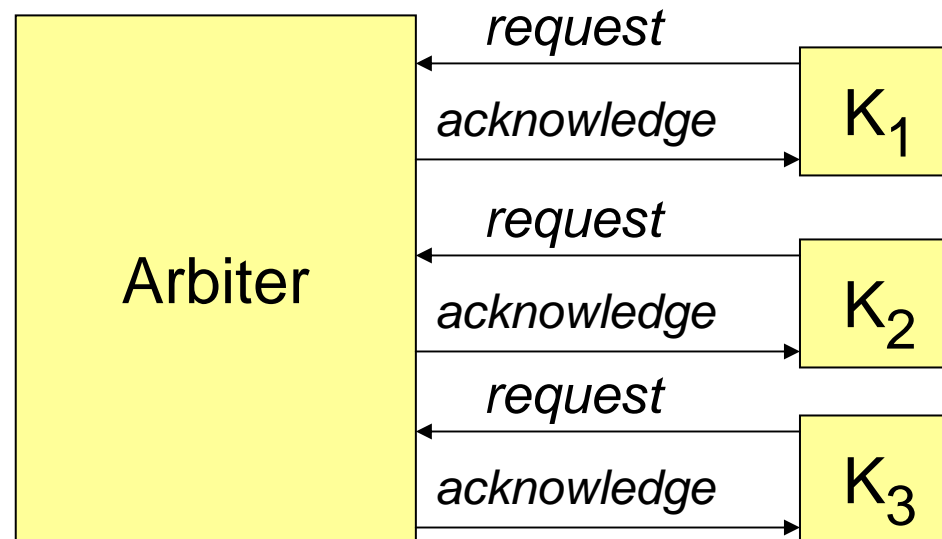 request
acknowledge
K₁
request
Arbiter
acknowledge
K₂
request
acknowledge
K₃